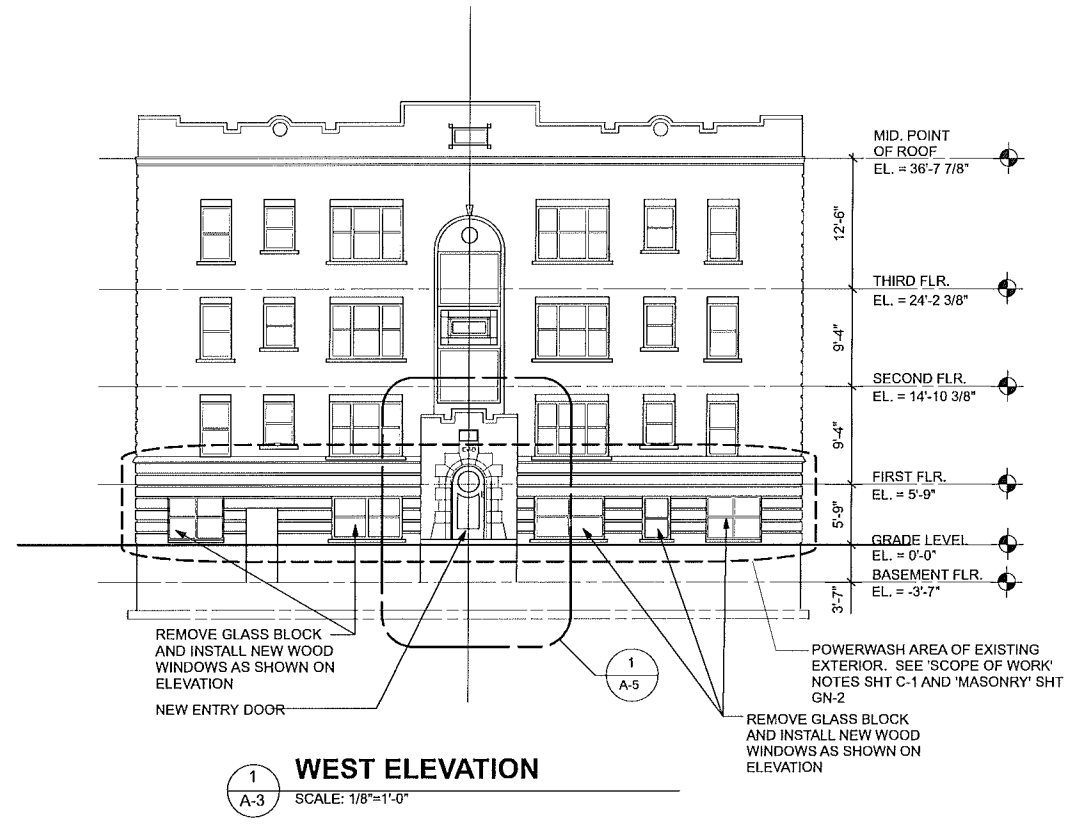 MID. POINT
OF ROOF
EL. = 36'-7 7/8"
12'-6"
THIRD FLR.
EL. = 24'-2 3/8"
9'-4"
SECOND FLR.
EL. = 14'-10 3/8"
9'-4"
FIRST FLR.
EL. = 5'-9"
5'-9"
GRADE LEVEL
EL. = 0'-0"
BASEMENT FLR.
EL. = -3'-7"
3'-7"
REMOVE GLASS BLOCK
AND INSTALL NEW WOOD
WINDOWS AS SHOWN ON
ELEVATION
NEW ENTRY DOOR
1
A-5
POWERWASH AREA OF EXISTING
EXTERIOR. SEE 'SCOPE OF WORK'
NOTES SHT C-1 AND 'MASONRY' SHT
GN-2
REMOVE GLASS BLOCK
AND INSTALL NEW WOOD
WINDOWS AS SHOWN ON
ELEVATION
1
A-3
WEST ELEVATION
SCALE: 1/8"=1'-0"